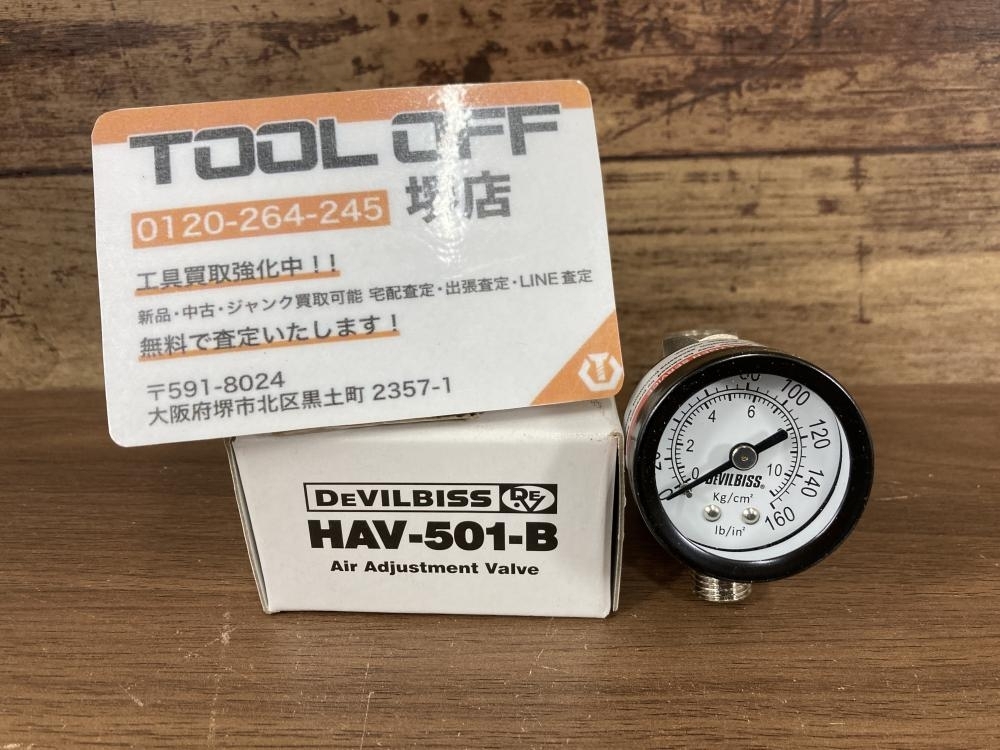 TOOL OFF
0120-264-245 堺店
工具買取強化中!!
新品・中古・ジャンク買取可能 宅配査定・出張査定・LINE査定
無料で査定いたします!
〒591-8024
大阪府堺市北区黒土町 2357-1
DEVILBISS DEV
HAV-501-B
Air Adjustment Valve
80 100 120 140 160
0 2 4 6 10
DEVILBISS®
Kg/cm²
lb/in²